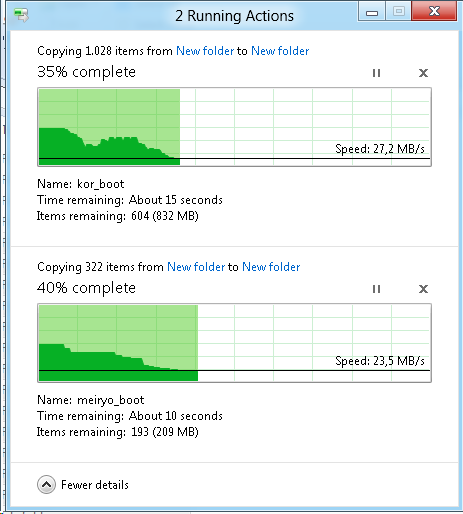 2 Running Actions
Copying 1.028 items from New folder to New folder
35% complete
Speed: 27,2 MB/s
Name: kor_boot
Time remaining: About 15 seconds
Items remaining: 604 (832 MB)
Copying 322 items from New folder to New folder
40% complete
Speed: 23,5 MB/s
Name: meiryo_boot
Time remaining: About 10 seconds
Items remaining: 193 (209 MB)
Fewer details